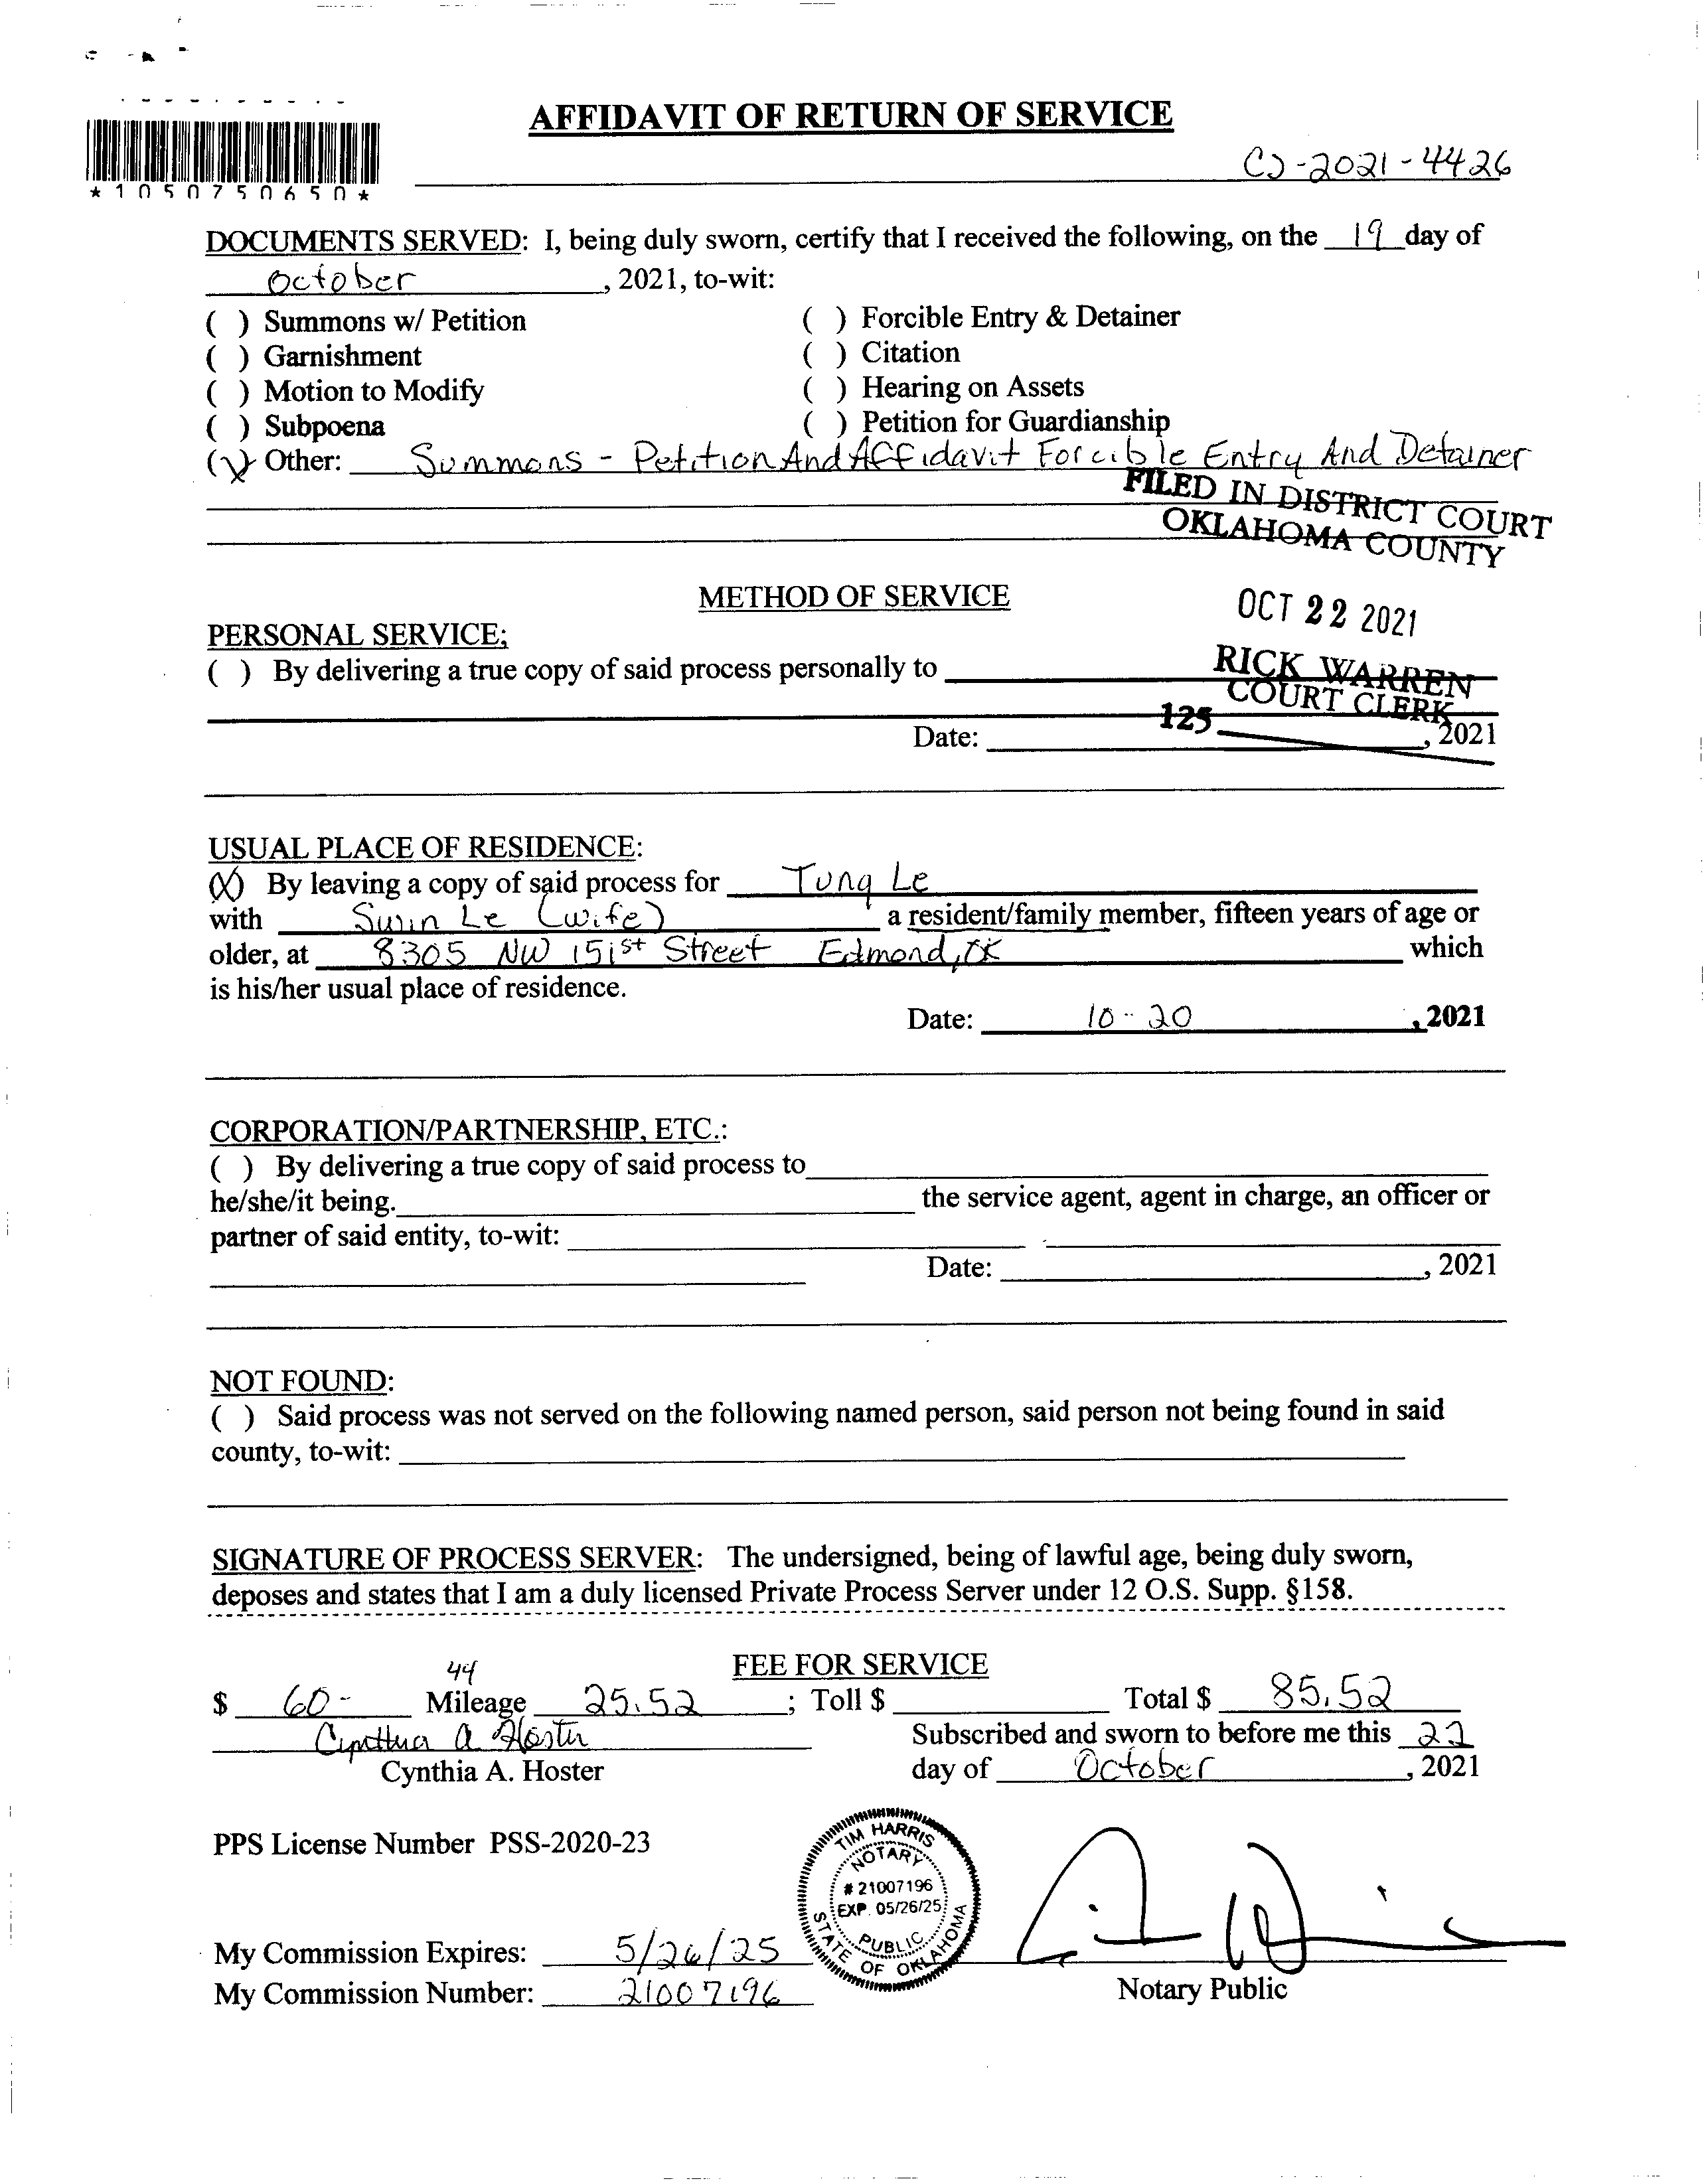 AFFIDAVIT OF RETURN OF SERVICE
*1050750650*
CJ-2021-4426
DOCUMENTS SERVED: I, being duly sworn, certify that I received the following, on the 19 day of
October, 2021, to-wit:
( ) Summons w/ Petition ( ) Forcible Entry & Detainer
( ) Garnishment ( ) Citation
( ) Motion to Modify ( ) Hearing on Assets
( ) Subpoena ( ) Petition for Guardianship
(X) Other: Summons - Petition And Affidavit Forcible Entry And Detainer
FILED IN DISTRICT COURT
OKLAHOMA COUNTY
METHOD OF SERVICE
OCT 22 2021
PERSONAL SERVICE;
( ) By delivering a true copy of said process personally to
RICK WARREN
COURT CLERK
125
Date: , 2021
USUAL PLACE OF RESIDENCE:
(X) By leaving a copy of said process for Tung Le
with Le (wife) a resident/family member, fifteen years of age or
older, at 8305 NW 151st Street Edmond, OK which
is his/her usual place of residence.
Date: 10-20, 2021
CORPORATION/PARTNERSHIP, ETC.:
( ) By delivering a true copy of said process to
he/she/it being. the service agent, agent in charge, an officer or
partner of said entity, to-wit:
Date: , 2021
NOT FOUND:
( ) Said process was not served on the following named person, said person not being found in said
county, to-wit:
SIGNATURE OF PROCESS SERVER: The undersigned, being of lawful age, being duly sworn,
deposes and states that I am a duly licensed Private Process Server under 12 O.S. Supp. §158.
FEE FOR SERVICE
44
$ 60- Mileage 25.52; Toll $ Total $ 85.52
Cynthia A Hoster Subscribed and sworn to before me this 22
Cynthia A. Hoster day of October, 2021
PPS License Number PSS-2020-23
TIM HARRIS
NOTARY
# 21007196
EXP. 05/26/25
PUBLIC
STATE OF OKLAHOMA
My Commission Expires: 5/26/25
My Commission Number: 21007196 Notary Public